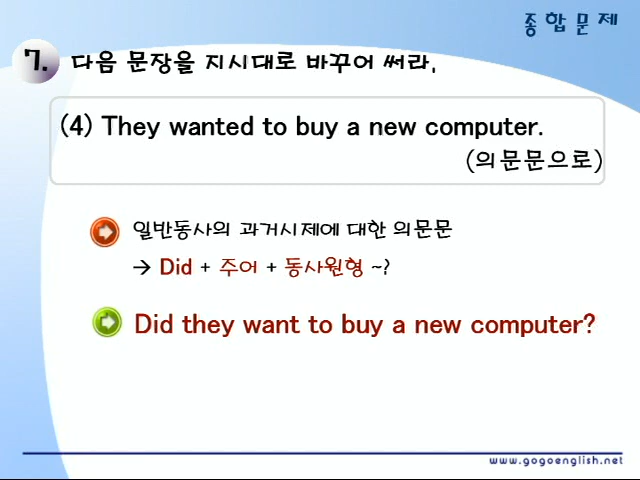 종합문제
7. 다음 문장을 지시대로 바꾸어 써라.
(4) They wanted to buy a new computer.
(의문문으로)
일반동사의 과거시제에 대한 의문문
→ Did + 주어 + 동사원형 ~?
Did they want to buy a new computer?
www.gogoenglish.net